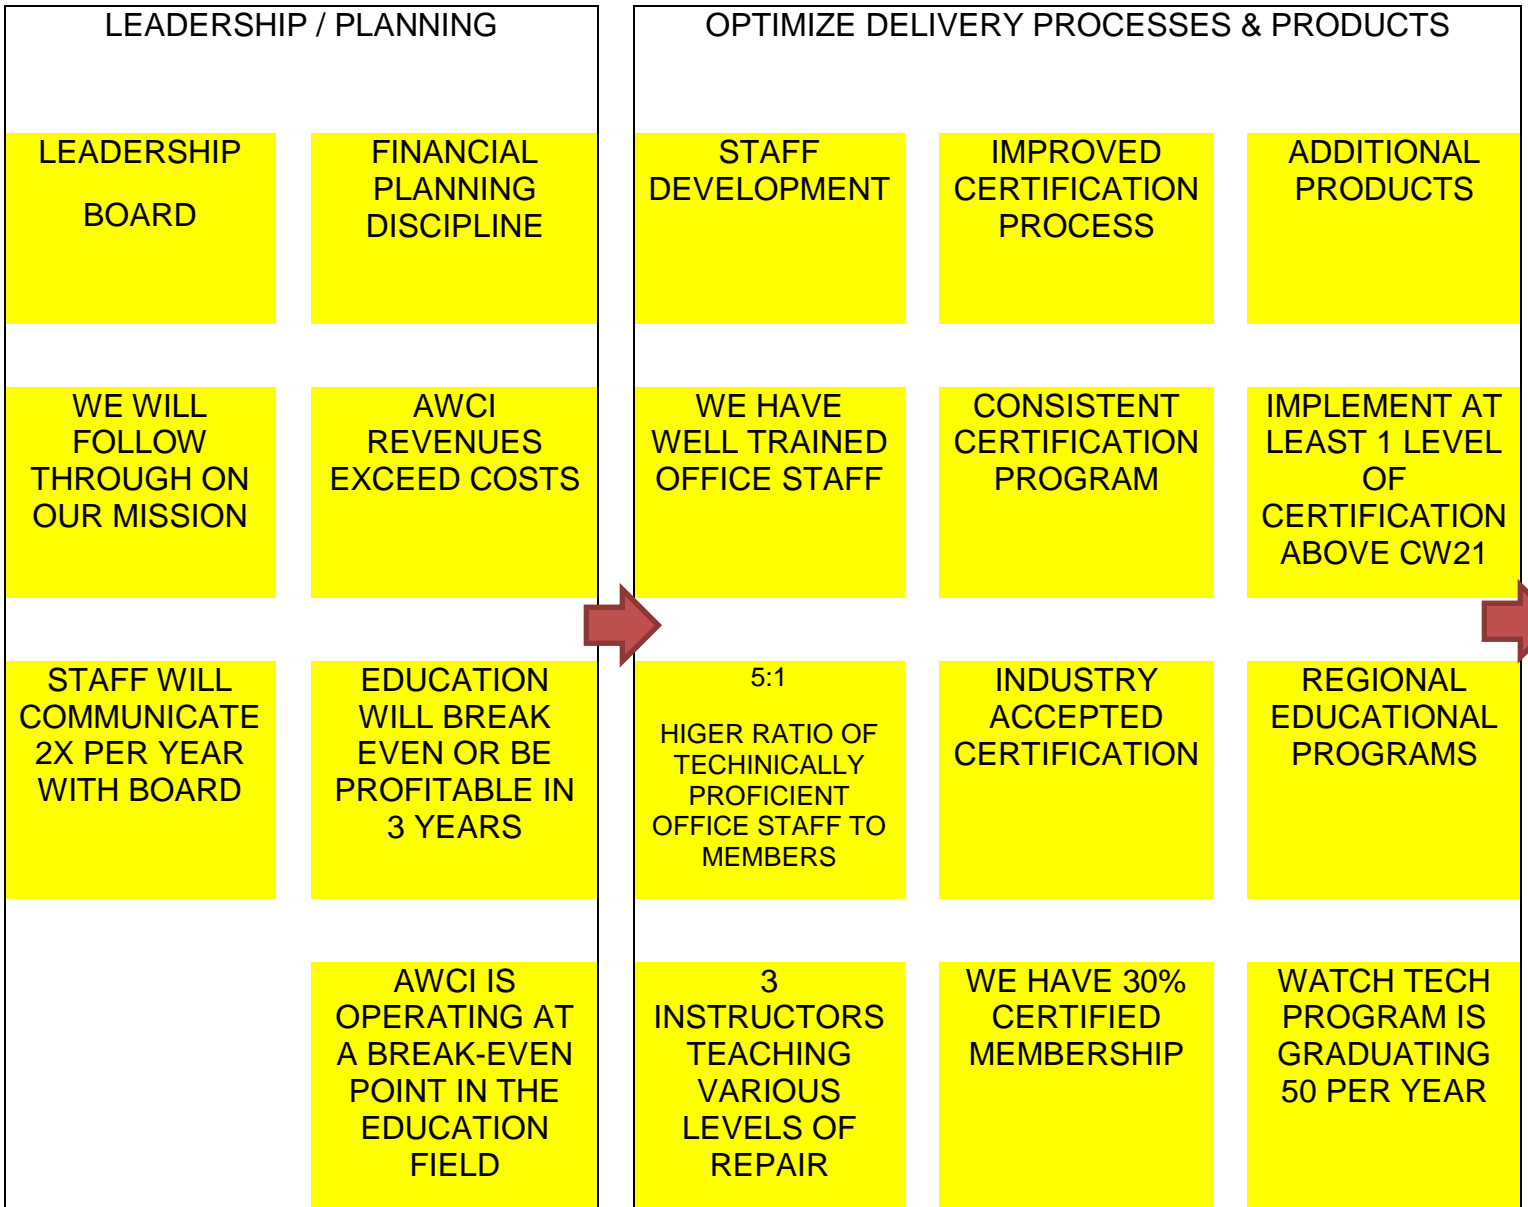 LEADERSHIP / PLANNING
OPTIMIZE DELIVERY PROCESSES & PRODUCTS
LEADERSHIP
BOARD
FINANCIAL
PLANNING
DISCIPLINE
STAFF
DEVELOPMENT
IMPROVED
CERTIFICATION
PROCESS
ADDITIONAL
PRODUCTS
WE WILL
FOLLOW
THROUGH ON
OUR MISSION
AWCI
REVENUES
EXCEED COSTS
WE HAVE
WELL TRAINED
OFFICE STAFF
CONSISTENT
CERTIFICATION
PROGRAM
IMPLEMENT AT
LEAST 1 LEVEL
OF
CERTIFICATION
ABOVE CW21
STAFF WILL
COMMUNICATE
2X PER YEAR
WITH BOARD
EDUCATION
WILL BREAK
EVEN OR BE
PROFITABLE IN
3 YEARS
5:1
HIGER RATIO OF
TECHINICALLY
PROFICIENT
OFFICE STAFF TO
MEMBERS
INDUSTRY
ACCEPTED
CERTIFICATION
REGIONAL
EDUCATIONAL
PROGRAMS
AWCI IS
OPERATING AT
A BREAK-EVEN
POINT IN THE
EDUCATION
FIELD
3
INSTRUCTORS
TEACHING
VARIOUS
LEVELS OF
REPAIR
WE HAVE 30%
CERTIFIED
MEMBERSHIP
WATCH TECH
PROGRAM IS
GRADUATING
50 PER YEAR